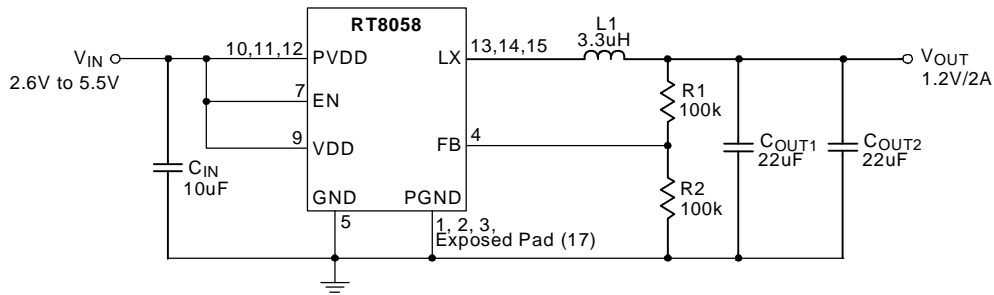 RT8058
VIN
2.6V to 5.5V
10,11,12
PVDD
7
EN
9
VDD
CIN
10uF
GND
5
PGND
1, 2, 3,
Exposed Pad (17)
LX
13,14,15
FB
4
L1
3.3uH
R1
100k
R2
100k
COUT1
22uF
COUT2
22uF
VOUT
1.2V/2A